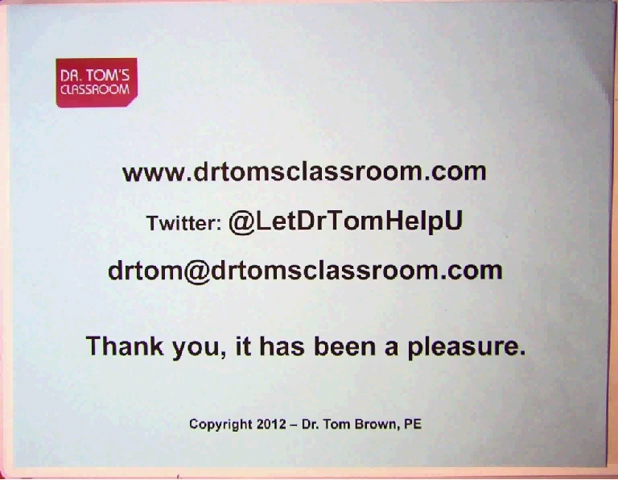 DR. TOM'S
CLASSROOM
www.drtomsclassroom.com
Twitter: @LetDrTomHelpU
drtom@drtomsclassroom.com
Thank you, it has been a pleasure.
Copyright 2012 – Dr. Tom Brown, PE